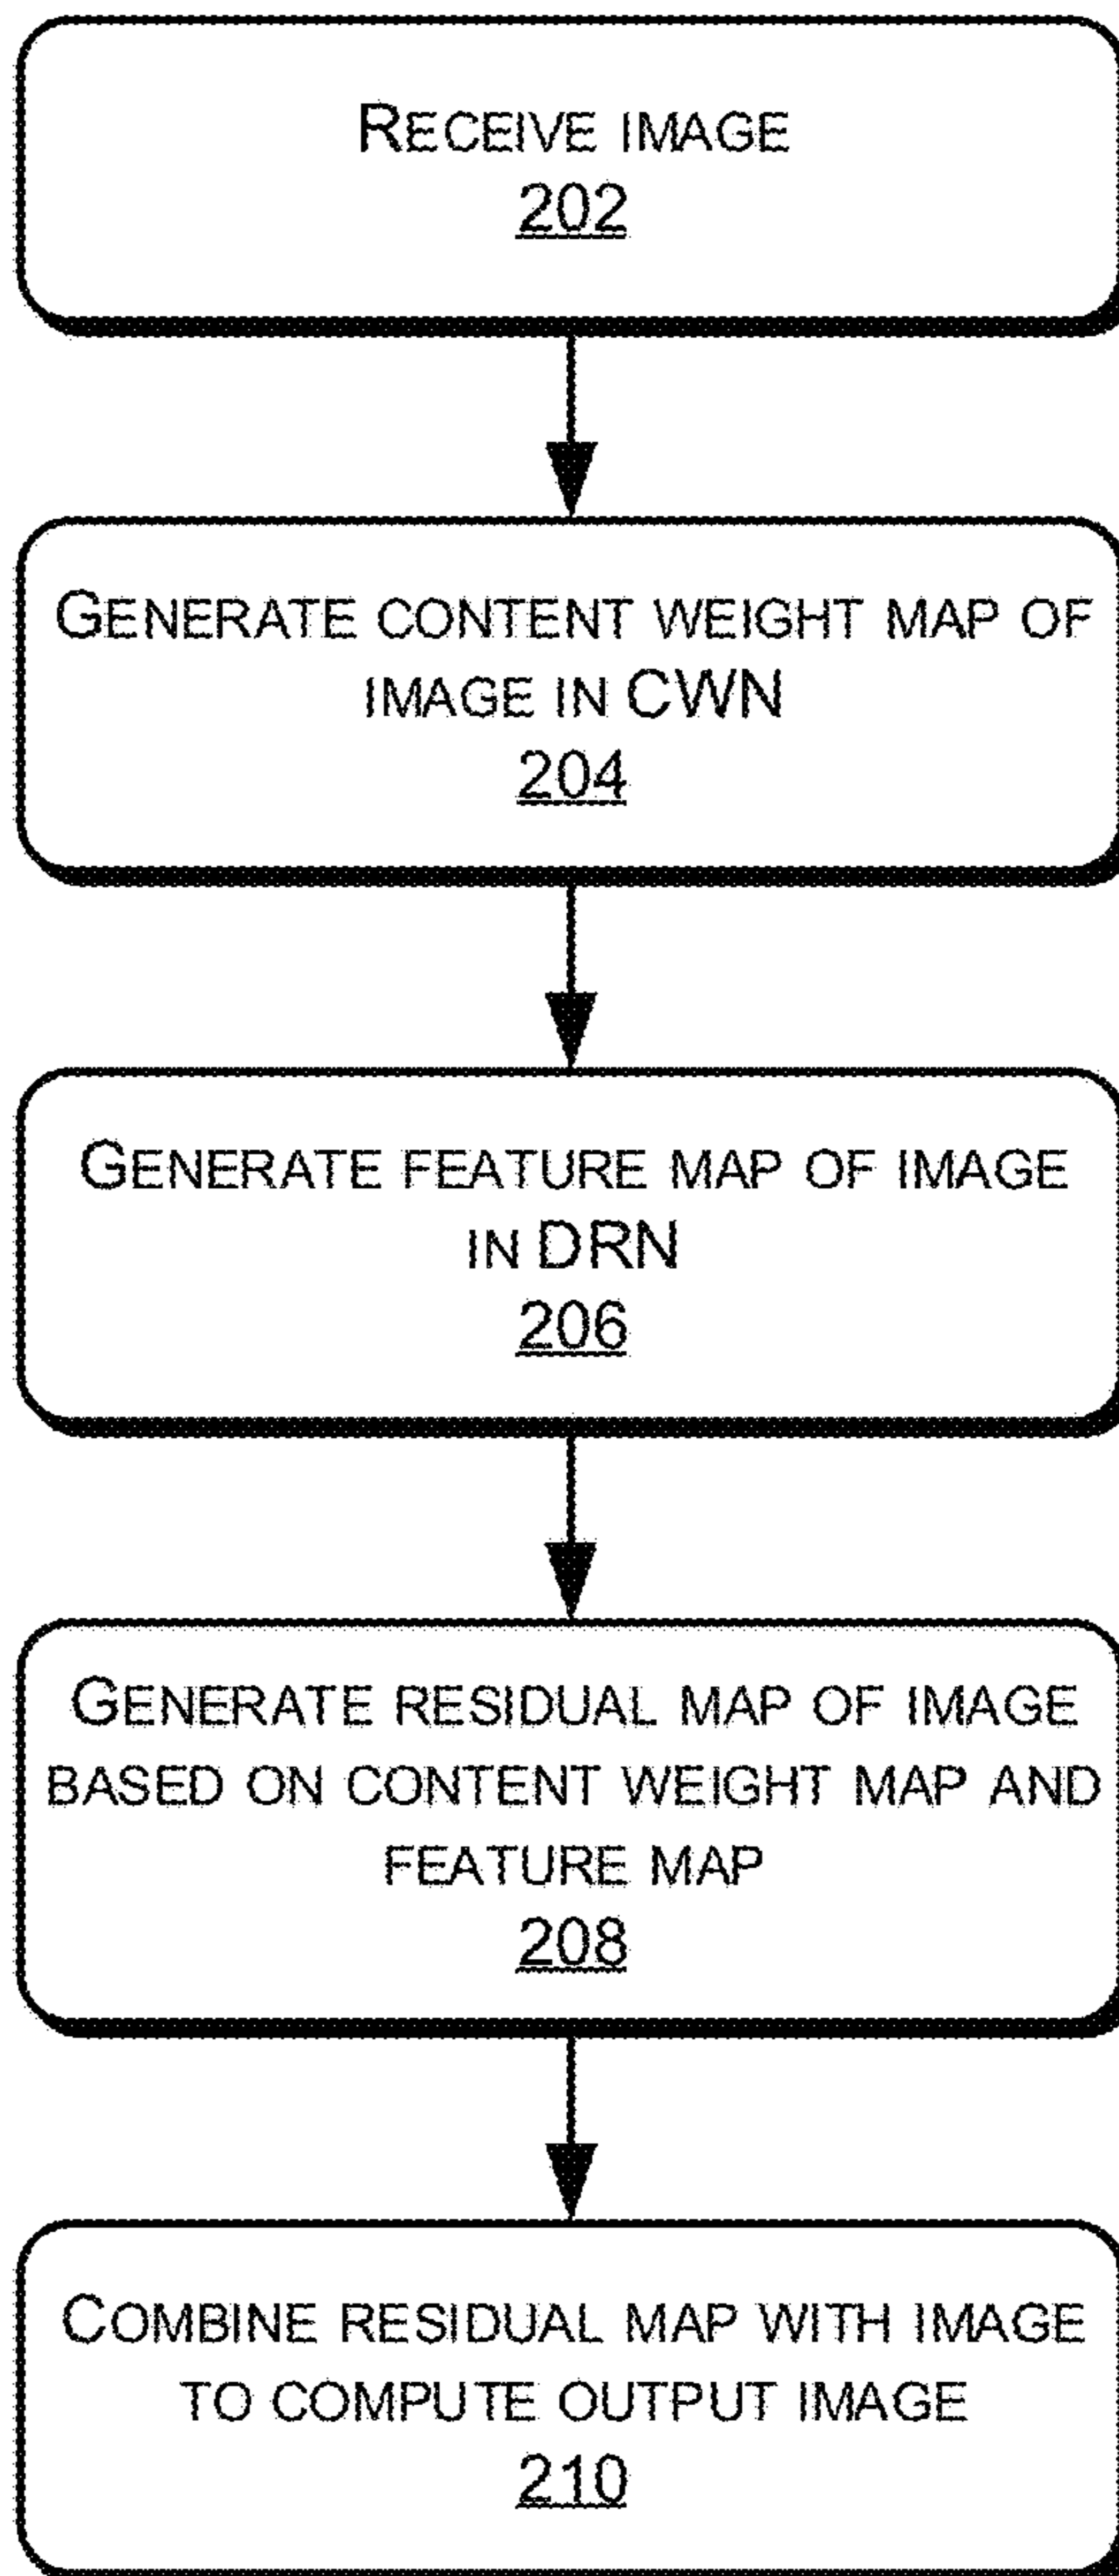 RECEIVE IMAGE
202
GENERATE CONTENT WEIGHT MAP OF
IMAGE IN CWN
204
GENERATE FEATURE MAP OF IMAGE
IN DRN
206
GENERATE RESIDUAL MAP OF IMAGE
BASED ON CONTENT WEIGHT MAP AND
FEATURE MAP
208
COMBINE RESIDUAL MAP WITH IMAGE
TO COMPUTE OUTPUT IMAGE
210